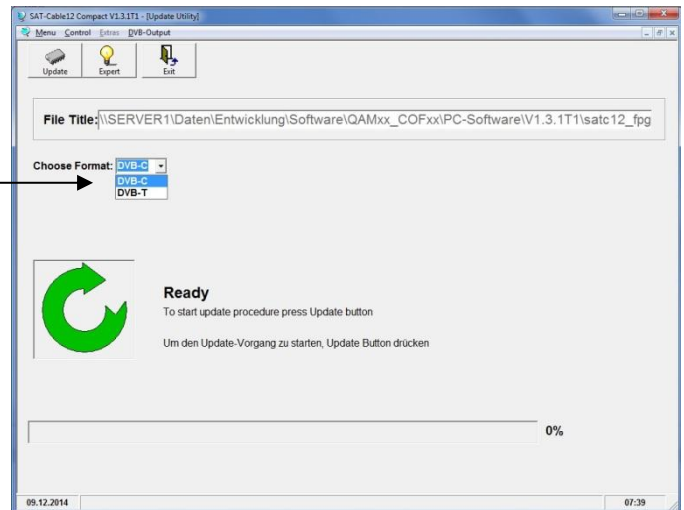 SAT-Cable12 Compact V1.3.1T1 - [Update Utility]
Menu Control Extras DVB-Output
Update Expert Exit
File Title: \\SERVER1\Daten\Entwicklung\Software\QAMxx_COFxx\PC-Software\V1.3.1T1\satc12_fpg
Choose Format: DVB-C
DVB-C
DVB-T
Ready
To start update procedure press Update button
Um den Update-Vorgang zu starten, Update Button drücken
0%
09.12.2014 07:39